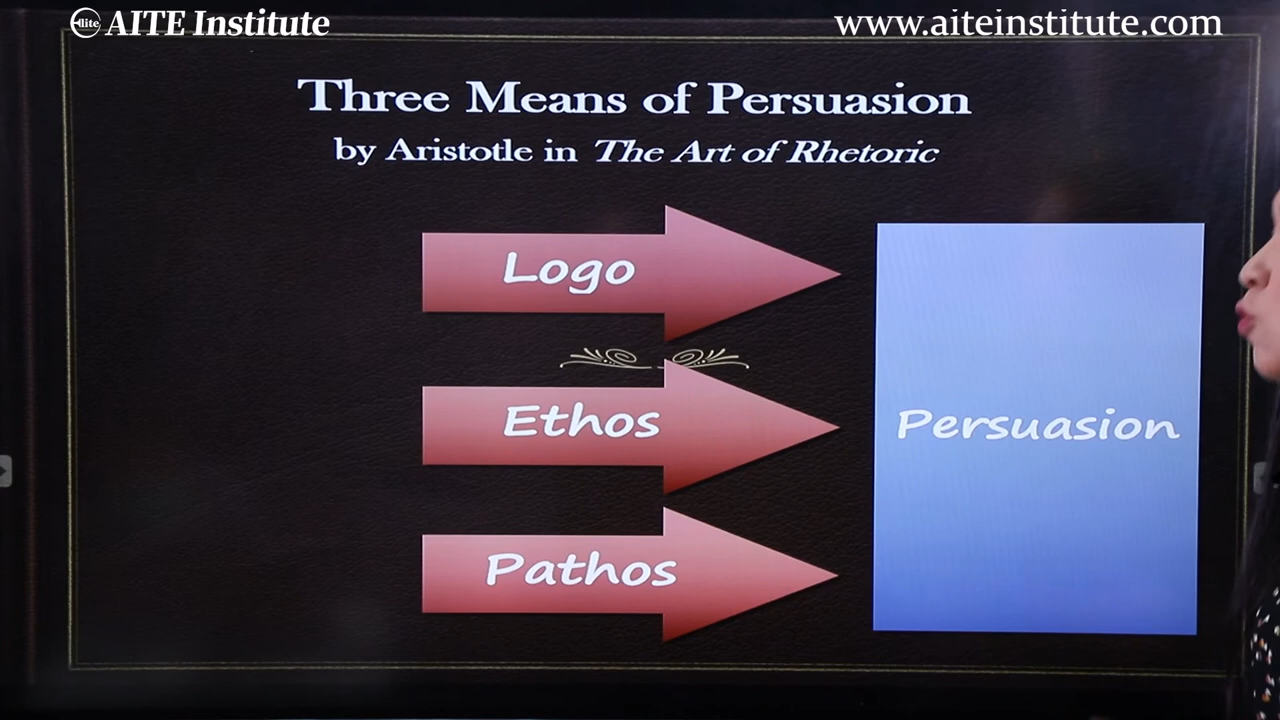 Elite AITE Institute
www.aiteinstitute.com
Three Means of Persuasion
by Aristotle in The Art of Rhetoric
Logo
Ethos
Persuasion
Pathos